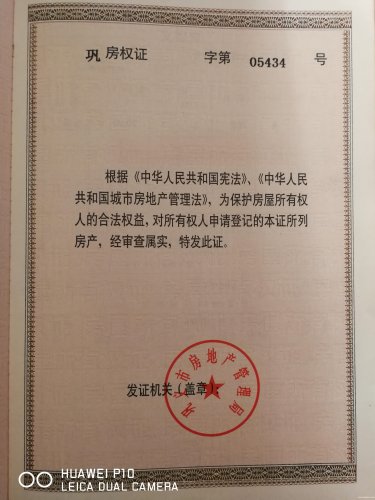 巩 房权证 字第 05434 号
根据《中华人民共和国宪法》、《中华人民
共和国城市房地产管理法》，为保护房屋所有权
人的合法权益，对所有权人申请登记的本证所列
房产，经审查属实，特发此证。
发证机关（盖章）：
巩义市房地产管理局
HUAWEI P10
LEICA DUAL CAMERA